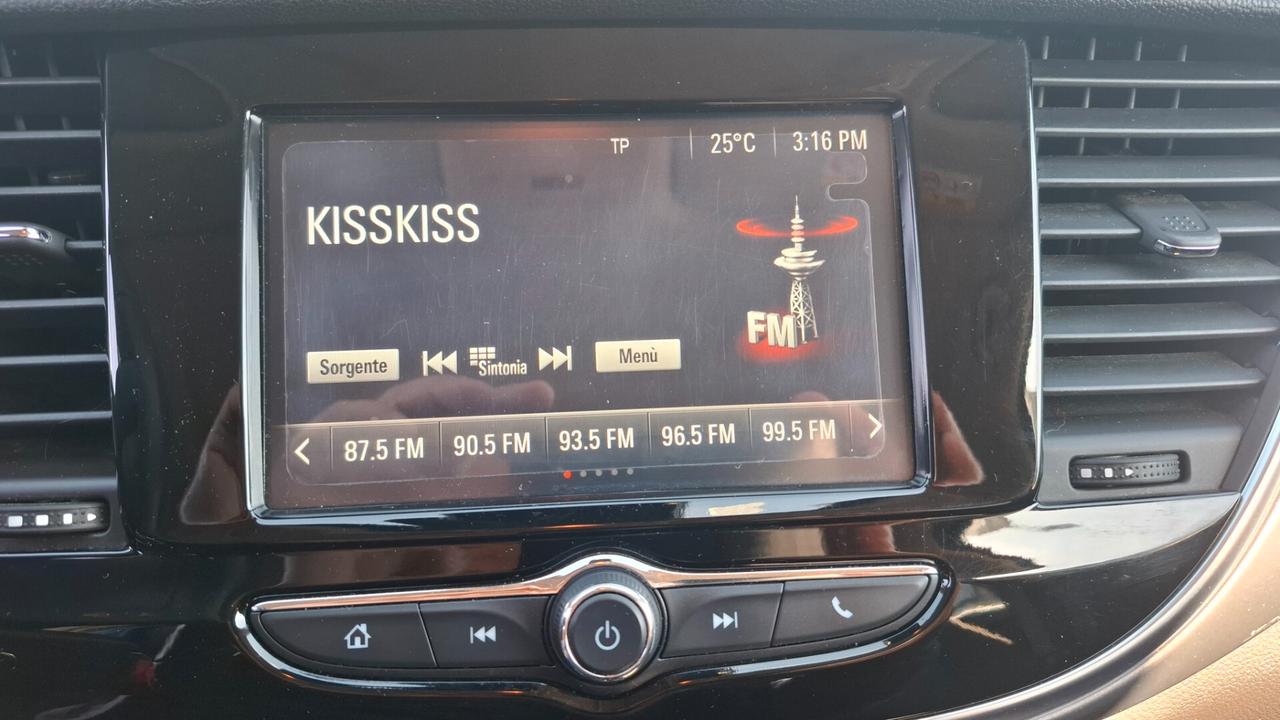 TP 25°C 3:16 PM
KISSKISS
FM
Sorgente Sintonia Menù
87.5 FM 90.5 FM 93.5 FM 96.5 FM 99.5 FM